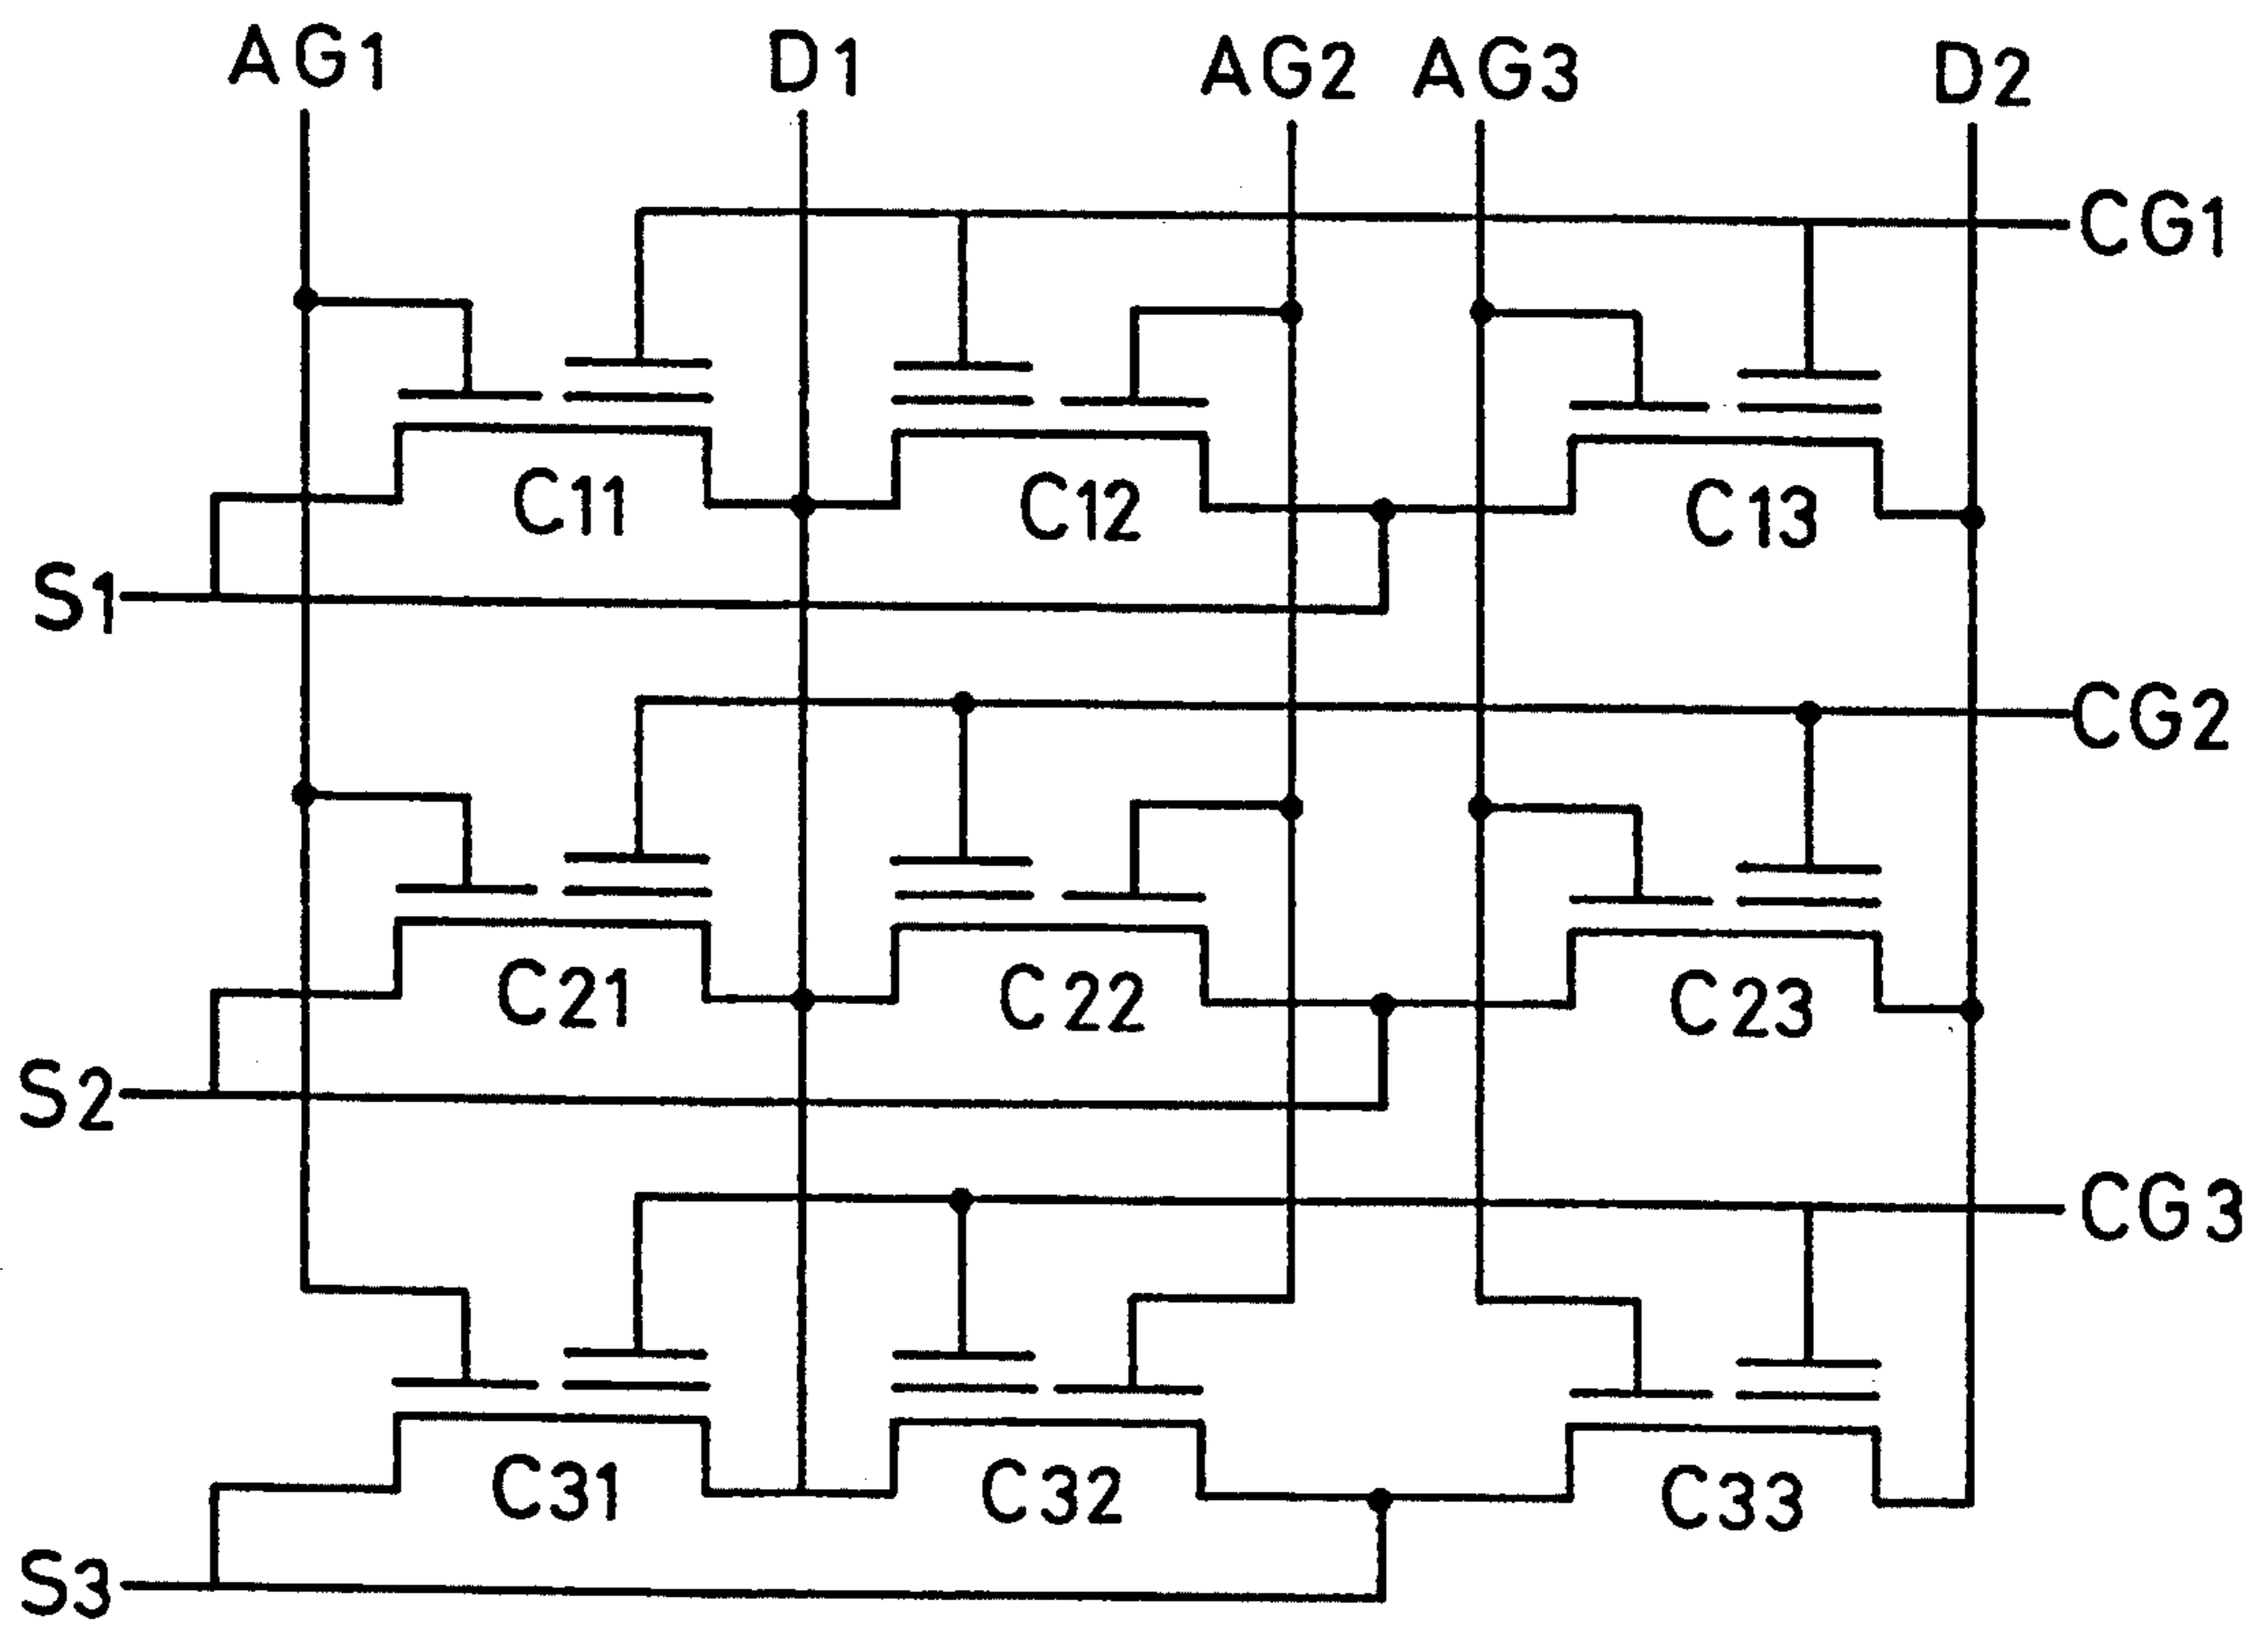 AG1 D1 AG2 AG3 D2
CG1
C11 C12 C13
S1
CG2
C21 C22 C23
S2
CG3
C31 C32 C33
S3